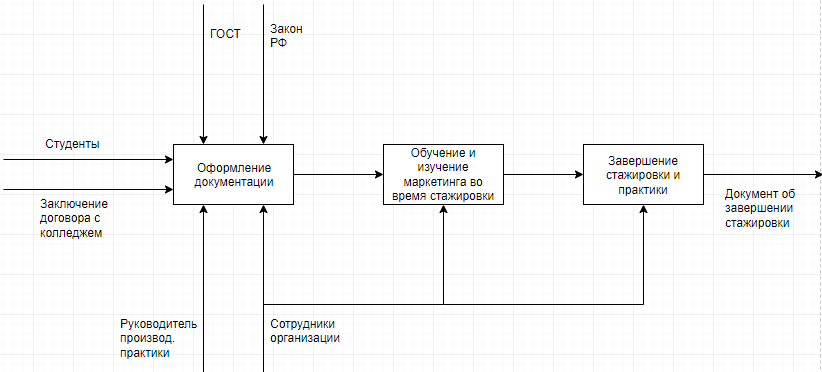 ГОСТ
Закон
РФ
Студенты
Заключение
договора с
колледжем
Оформление
документации
Обучение и
изучение
маркетинга во
время стажировки
Завершение
стажировки и
практики
Документ об
завершении
стажировки
Руководитель
производ.
практики
Сотрудники
организации